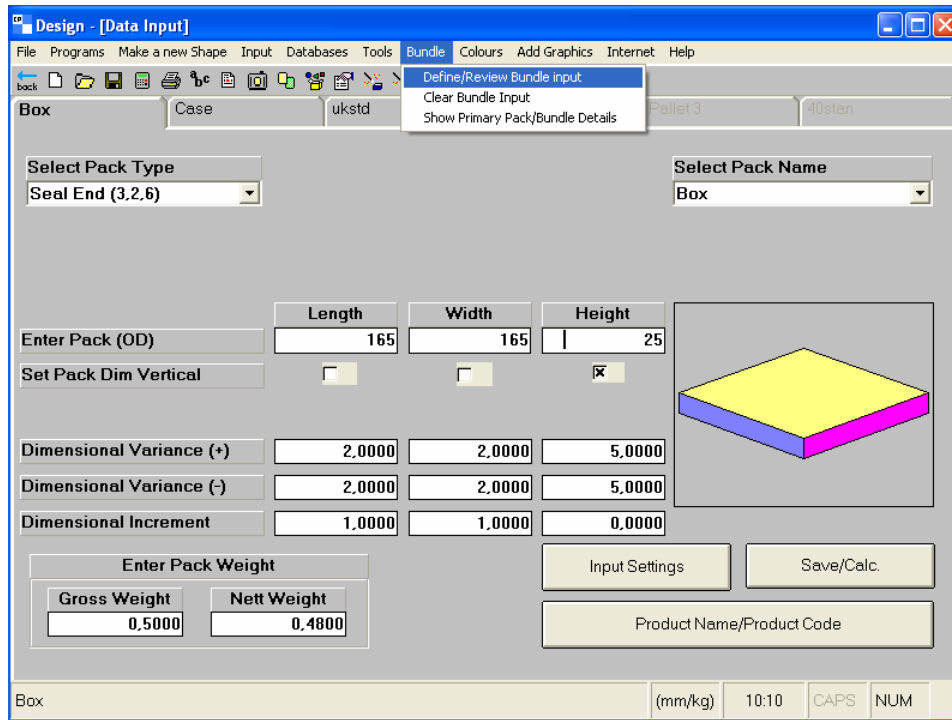 Design - [Data Input]
File Programs Make a new Shape Input Databases Tools Bundle Colours Add Graphics Internet Help
back
Define/Review Bundle input
Clear Bundle Input
Show Primary Pack/Bundle Details
Box Case ukstd Pallet 3 40stan
Select Pack Type Select Pack Name
Seal End (3,2,6) Box
Length Width Height
Enter Pack (OD) 165 165 25
Set Pack Dim Vertical
Dimensional Variance (+) 2,0000 2,0000 5,0000
Dimensional Variance (-) 2,0000 2,0000 5,0000
Dimensional Increment 1,0000 1,0000 0,0000
Enter Pack Weight Input Settings Save/Calc.
Gross Weight Nett Weight
0,5000 0,4800 Product Name/Product Code
Box (mm/kg) 10:10 CAPS NUM